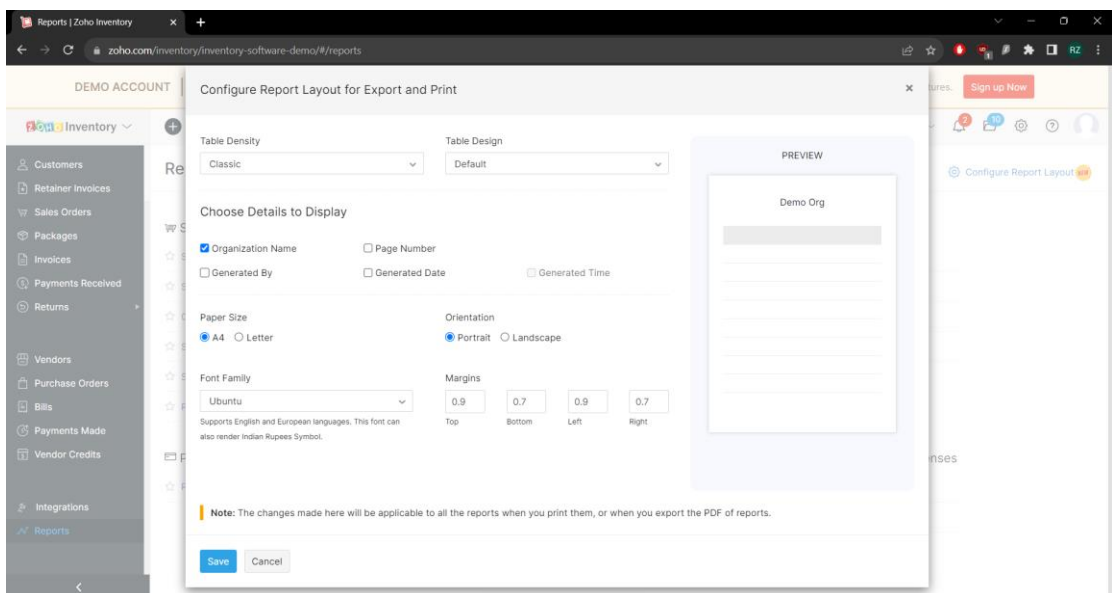 Reports | Zoho Inventory
zoho.com/inventory/inventory-software-demo/#/reports
RZ
DEMO ACCOUNT
Configure Report Layout for Export and Print
Sign up Now
Inventory
2
10
Customers
Retainer Invoices
Sales Orders
Packages
Invoices
Payments Received
Returns
Vendors
Purchase Orders
Bills
Payments Made
Vendor Credits
Integrations
Reports
Re
Configure Report Layout
Table Density
Table Design
Classic
Default
Choose Details to Display
Organization Name
Page Number
Generated By
Generated Date
Generated Time
Paper Size
Orientation
A4
Letter
Portrait
Landscape
Font Family
Margins
Ubuntu
0.9
0.7
0.9
0.7
Supports English and European languages. This font can
also render Indian Rupees Symbol.
Top
Bottom
Left
Right
PREVIEW
Demo Org
Note: The changes made here will be applicable to all the reports when you print them, or when you export the PDF of reports.
Save
Cancel